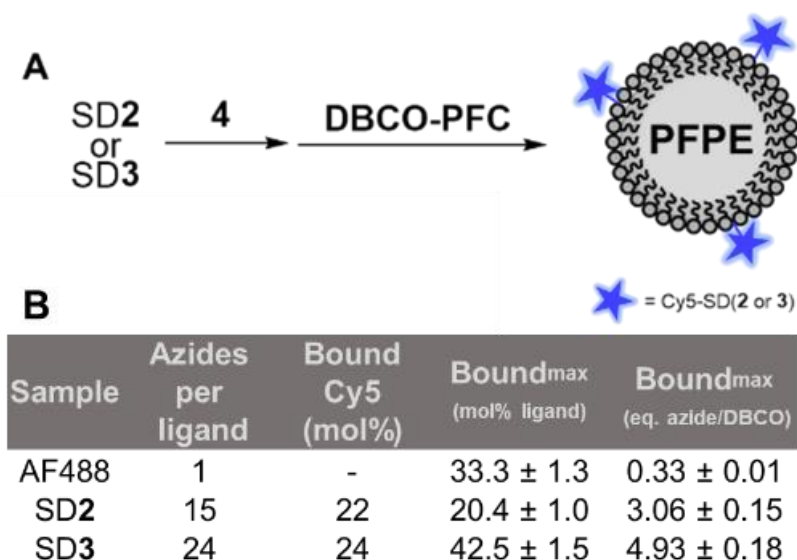 A
SD2
or
SD3
4
DBCO-PFC
PFPE
= Cy5-SD(2 or 3)
B
Sample
Azides
per
ligand
Bound
Cy5
(mol%)
Boundmax
(mol% ligand)
Boundmax
(eq. azide/DBCO)
AF488 1 - 33.3 ± 1.3 0.33 ± 0.01
SD2 15 22 20.4 ± 1.0 3.06 ± 0.15
SD3 24 24 42.5 ± 1.5 4.93 ± 0.18